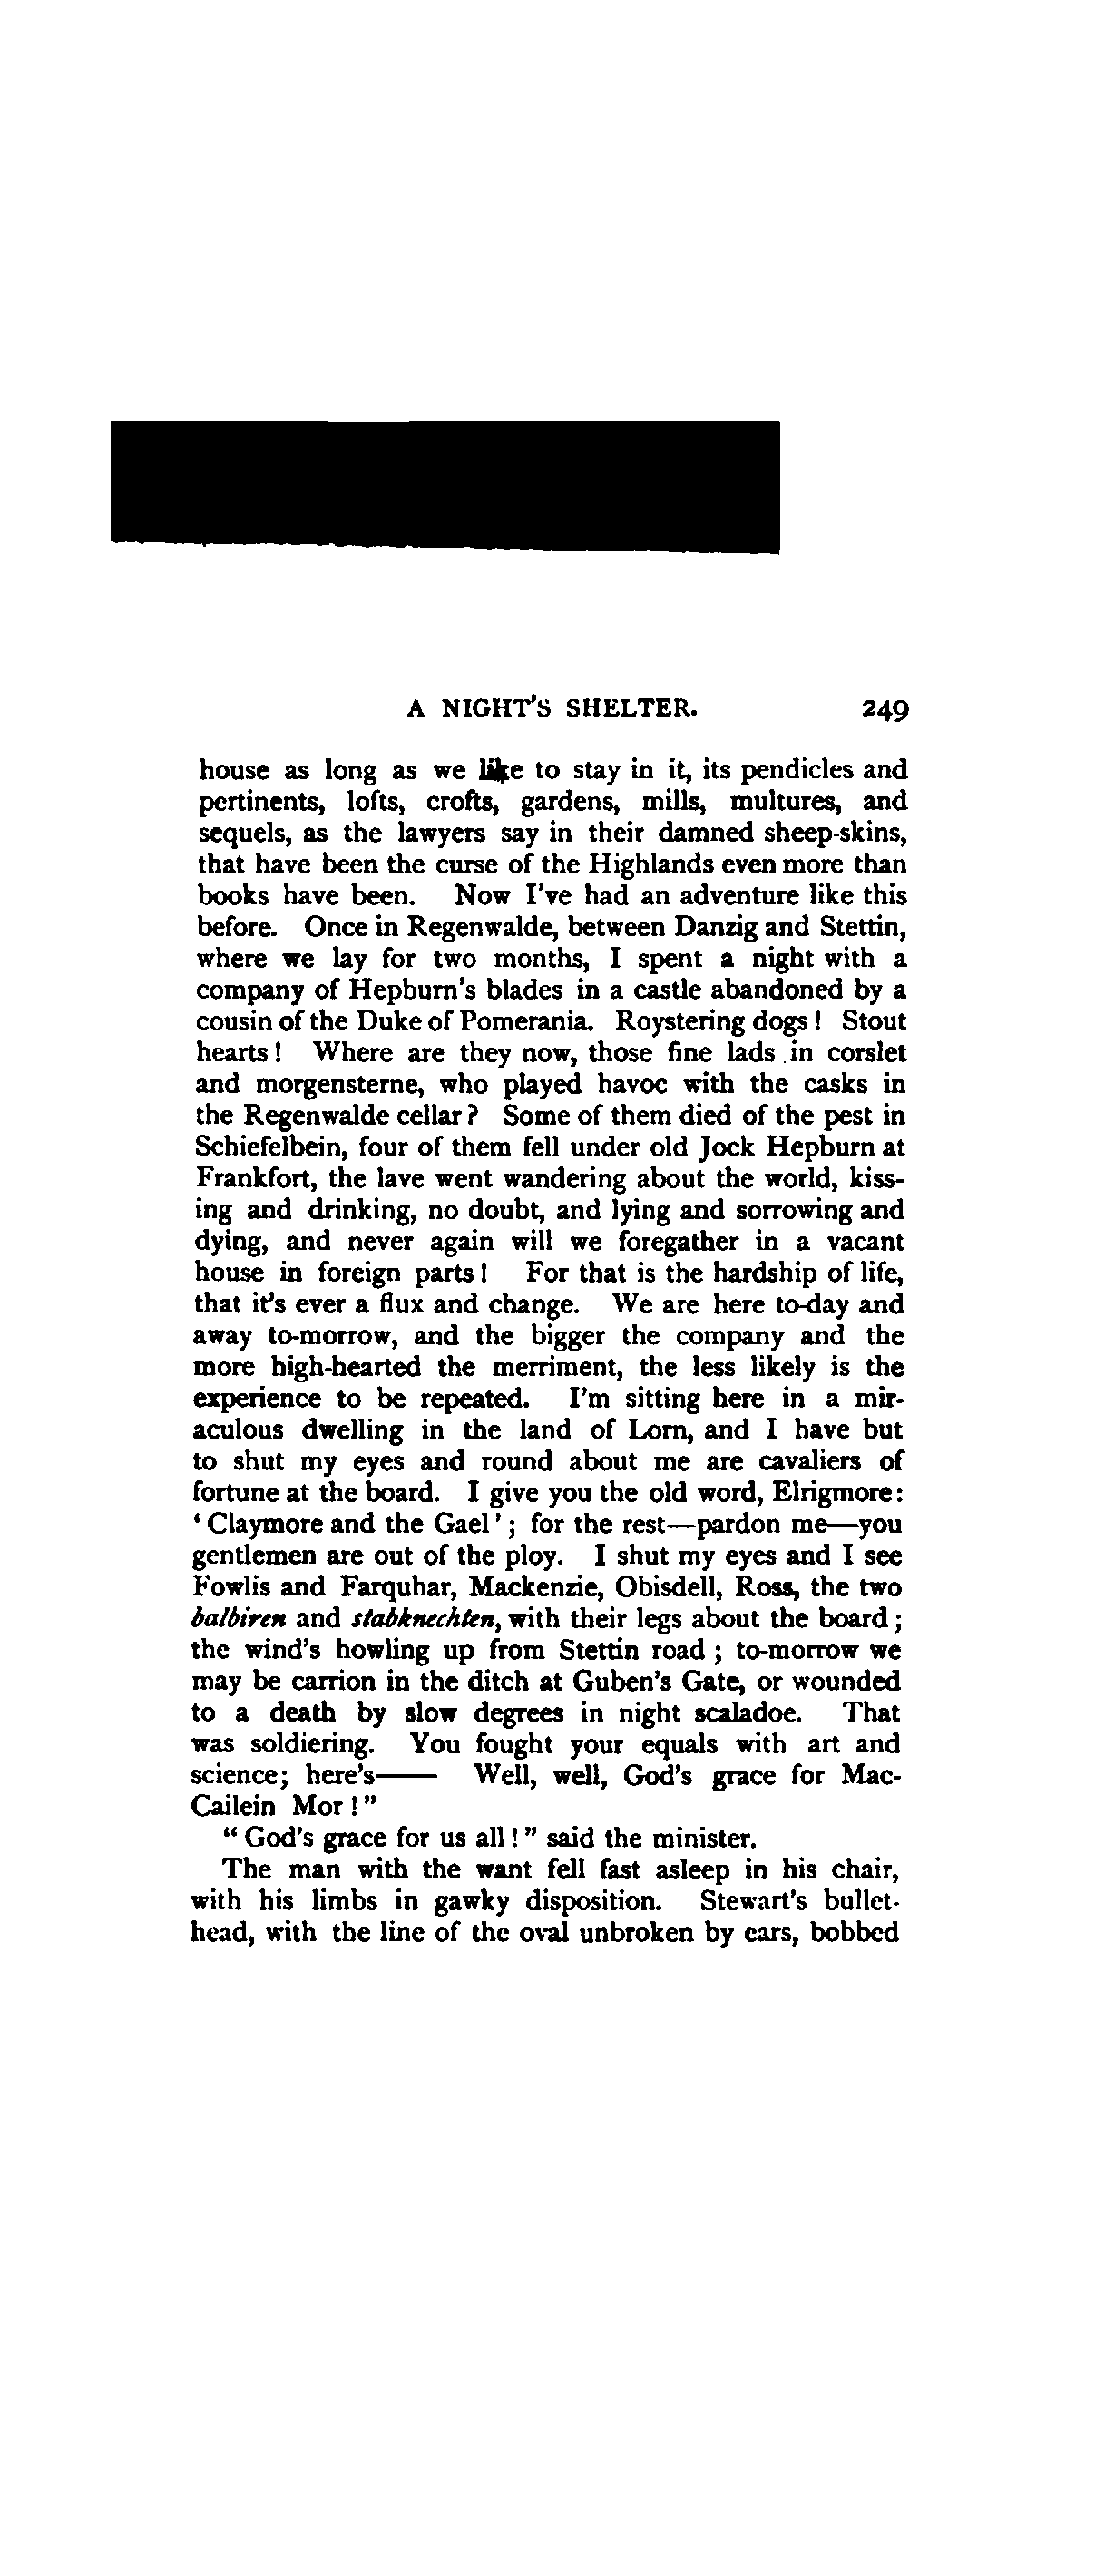 A NIGHT'S SHELTER. 249
house as long as we like to stay in it, its pendicles and
pertinents, lofts, crofts, gardens, mills, multures, and
sequels, as the lawyers say in their damned sheep-skins,
that have been the curse of the Highlands even more than
books have been. Now I've had an adventure like this
before. Once in Regenwalde, between Danzig and Stettin,
where we lay for two months, I spent a night with a
company of Hepburn's blades in a castle abandoned by a
cousin of the Duke of Pomerania. Roystering dogs! Stout
hearts! Where are they now, those fine lads in corslet
and morgensterne, who played havoc with the casks in
the Regenwalde cellar? Some of them died of the pest in
Schiefelbein, four of them fell under old Jock Hepburn at
Frankfort, the lave went wandering about the world, kiss-
ing and drinking, no doubt, and lying and sorrowing and
dying, and never again will we foregather in a vacant
house in foreign parts! For that is the hardship of life,
that it's ever a flux and change. We are here to-day and
away to-morrow, and the bigger the company and the
more high-hearted the merriment, the less likely is the
experience to be repeated. I'm sitting here in a mir-
aculous dwelling in the land of Lorn, and I have but
to shut my eyes and round about me are cavaliers of
fortune at the board. I give you the old word, Elrigmore:
'Claymore and the Gael'; for the rest—pardon me—you
gentlemen are out of the ploy. I shut my eyes and I see
Fowlis and Farquhar, Mackenzie, Obisdell, Ross, the two
balbiren and stabknechten, with their legs about the board;
the wind's howling up from Stettin road; to-morrow we
may be carrion in the ditch at Guben's Gate, or wounded
to a death by slow degrees in night scaladoe. That
was soldiering. You fought your equals with art and
science; here's—— Well, well, God's grace for Mac-
Cailein Mor!"
"God's grace for us all!" said the minister.
The man with the want fell fast asleep in his chair,
with his limbs in gawky disposition. Stewart's bullet-
head, with the line of the oval unbroken by ears, bobbed